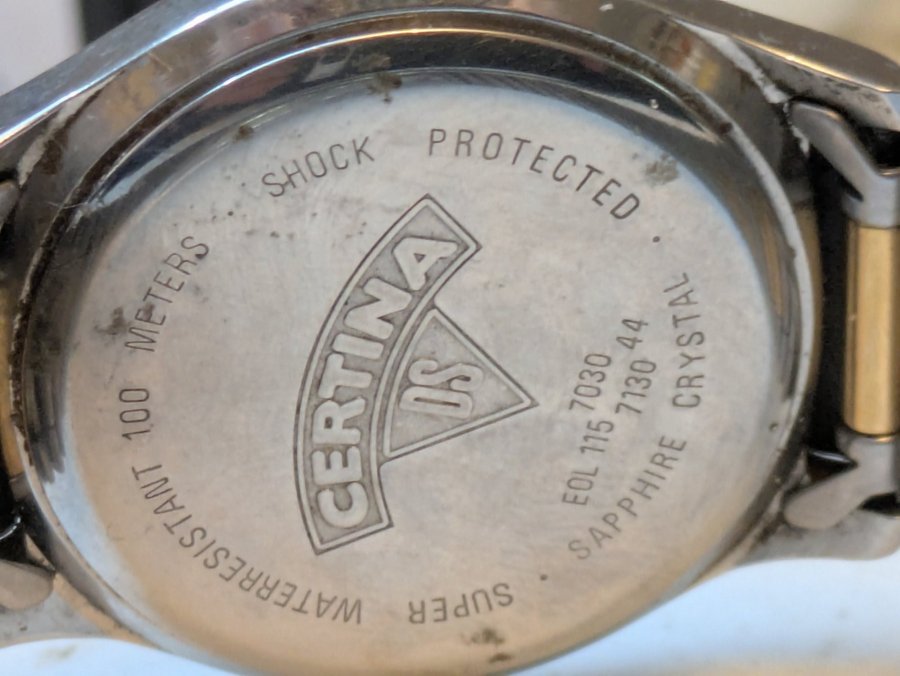 SHOCK PROTECTED · SAPPHIRE CRYSTAL · SUPER WATERRESISTANT 100 METERS ·
CERTINA
DS
EOL 115 7030
7130 44